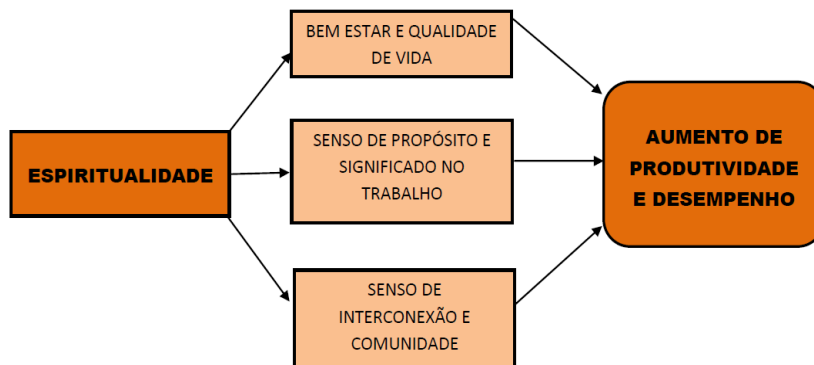 BEM ESTAR E QUALIDADE
DE VIDA
ESPIRITUALIDADE
SENSO DE PROPÓSITO E
SIGNIFICADO NO
TRABALHO
SENSO DE
INTERCONEXÃO E
COMUNIDADE
AUMENTO DE
PRODUTIVIDADE
E DESEMPENHO